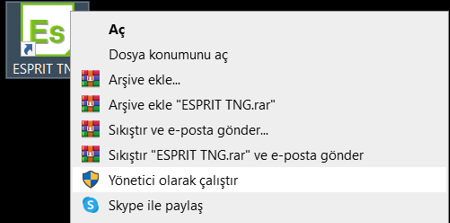 Es
ESPRIT TN
Aç
Dosya konumunu aç
Arşive ekle...
Arşive ekle "ESPRIT TNG.rar"
Sıkıştır ve e-posta gönder...
Sıkıştır "ESPRIT TNG.rar" ve e-posta gönder
Yönetici olarak çalıştır
Skype ile paylaş